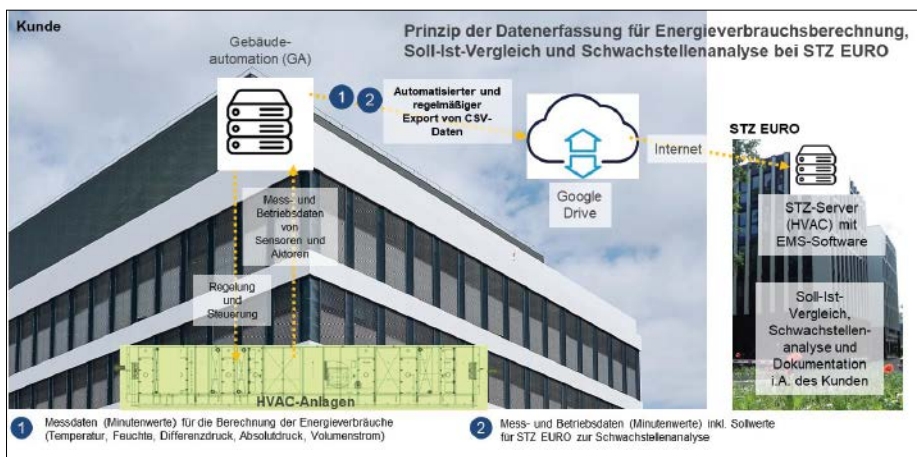 Kunde
Prinzip der Datenerfassung für Energieverbrauchsberechnung,
Soll-Ist-Vergleich und Schwachstellenanalyse bei STZ EURO
Gebäude-
automation (GA)
1
2
Automatisierter und
regelmäßiger
Export von CSV-
Daten
Google
Drive
Internet
STZ EURO
STZ-Server
(HVAC) mit
EMS-Software
Soll-Ist-
Vergleich,
Schwachstellen-
analyse und
Dokumentation
i.A. des Kunden
Mess- und
Betriebsdaten
von
Sensoren und
Aktoren
Regelung
und
Steuerung
HVAC-Anlagen
1 Messdaten (Minutenwerte) für die Berechnung der Energieverbräuche
(Temperatur, Feuchte, Differenzdruck, Absolutdruck, Volumenstrom)
2 Mess- und Betriebsdaten (Minutenwerte) inkl. Sollwerte
für STZ EURO zur Schwachstellenanalyse